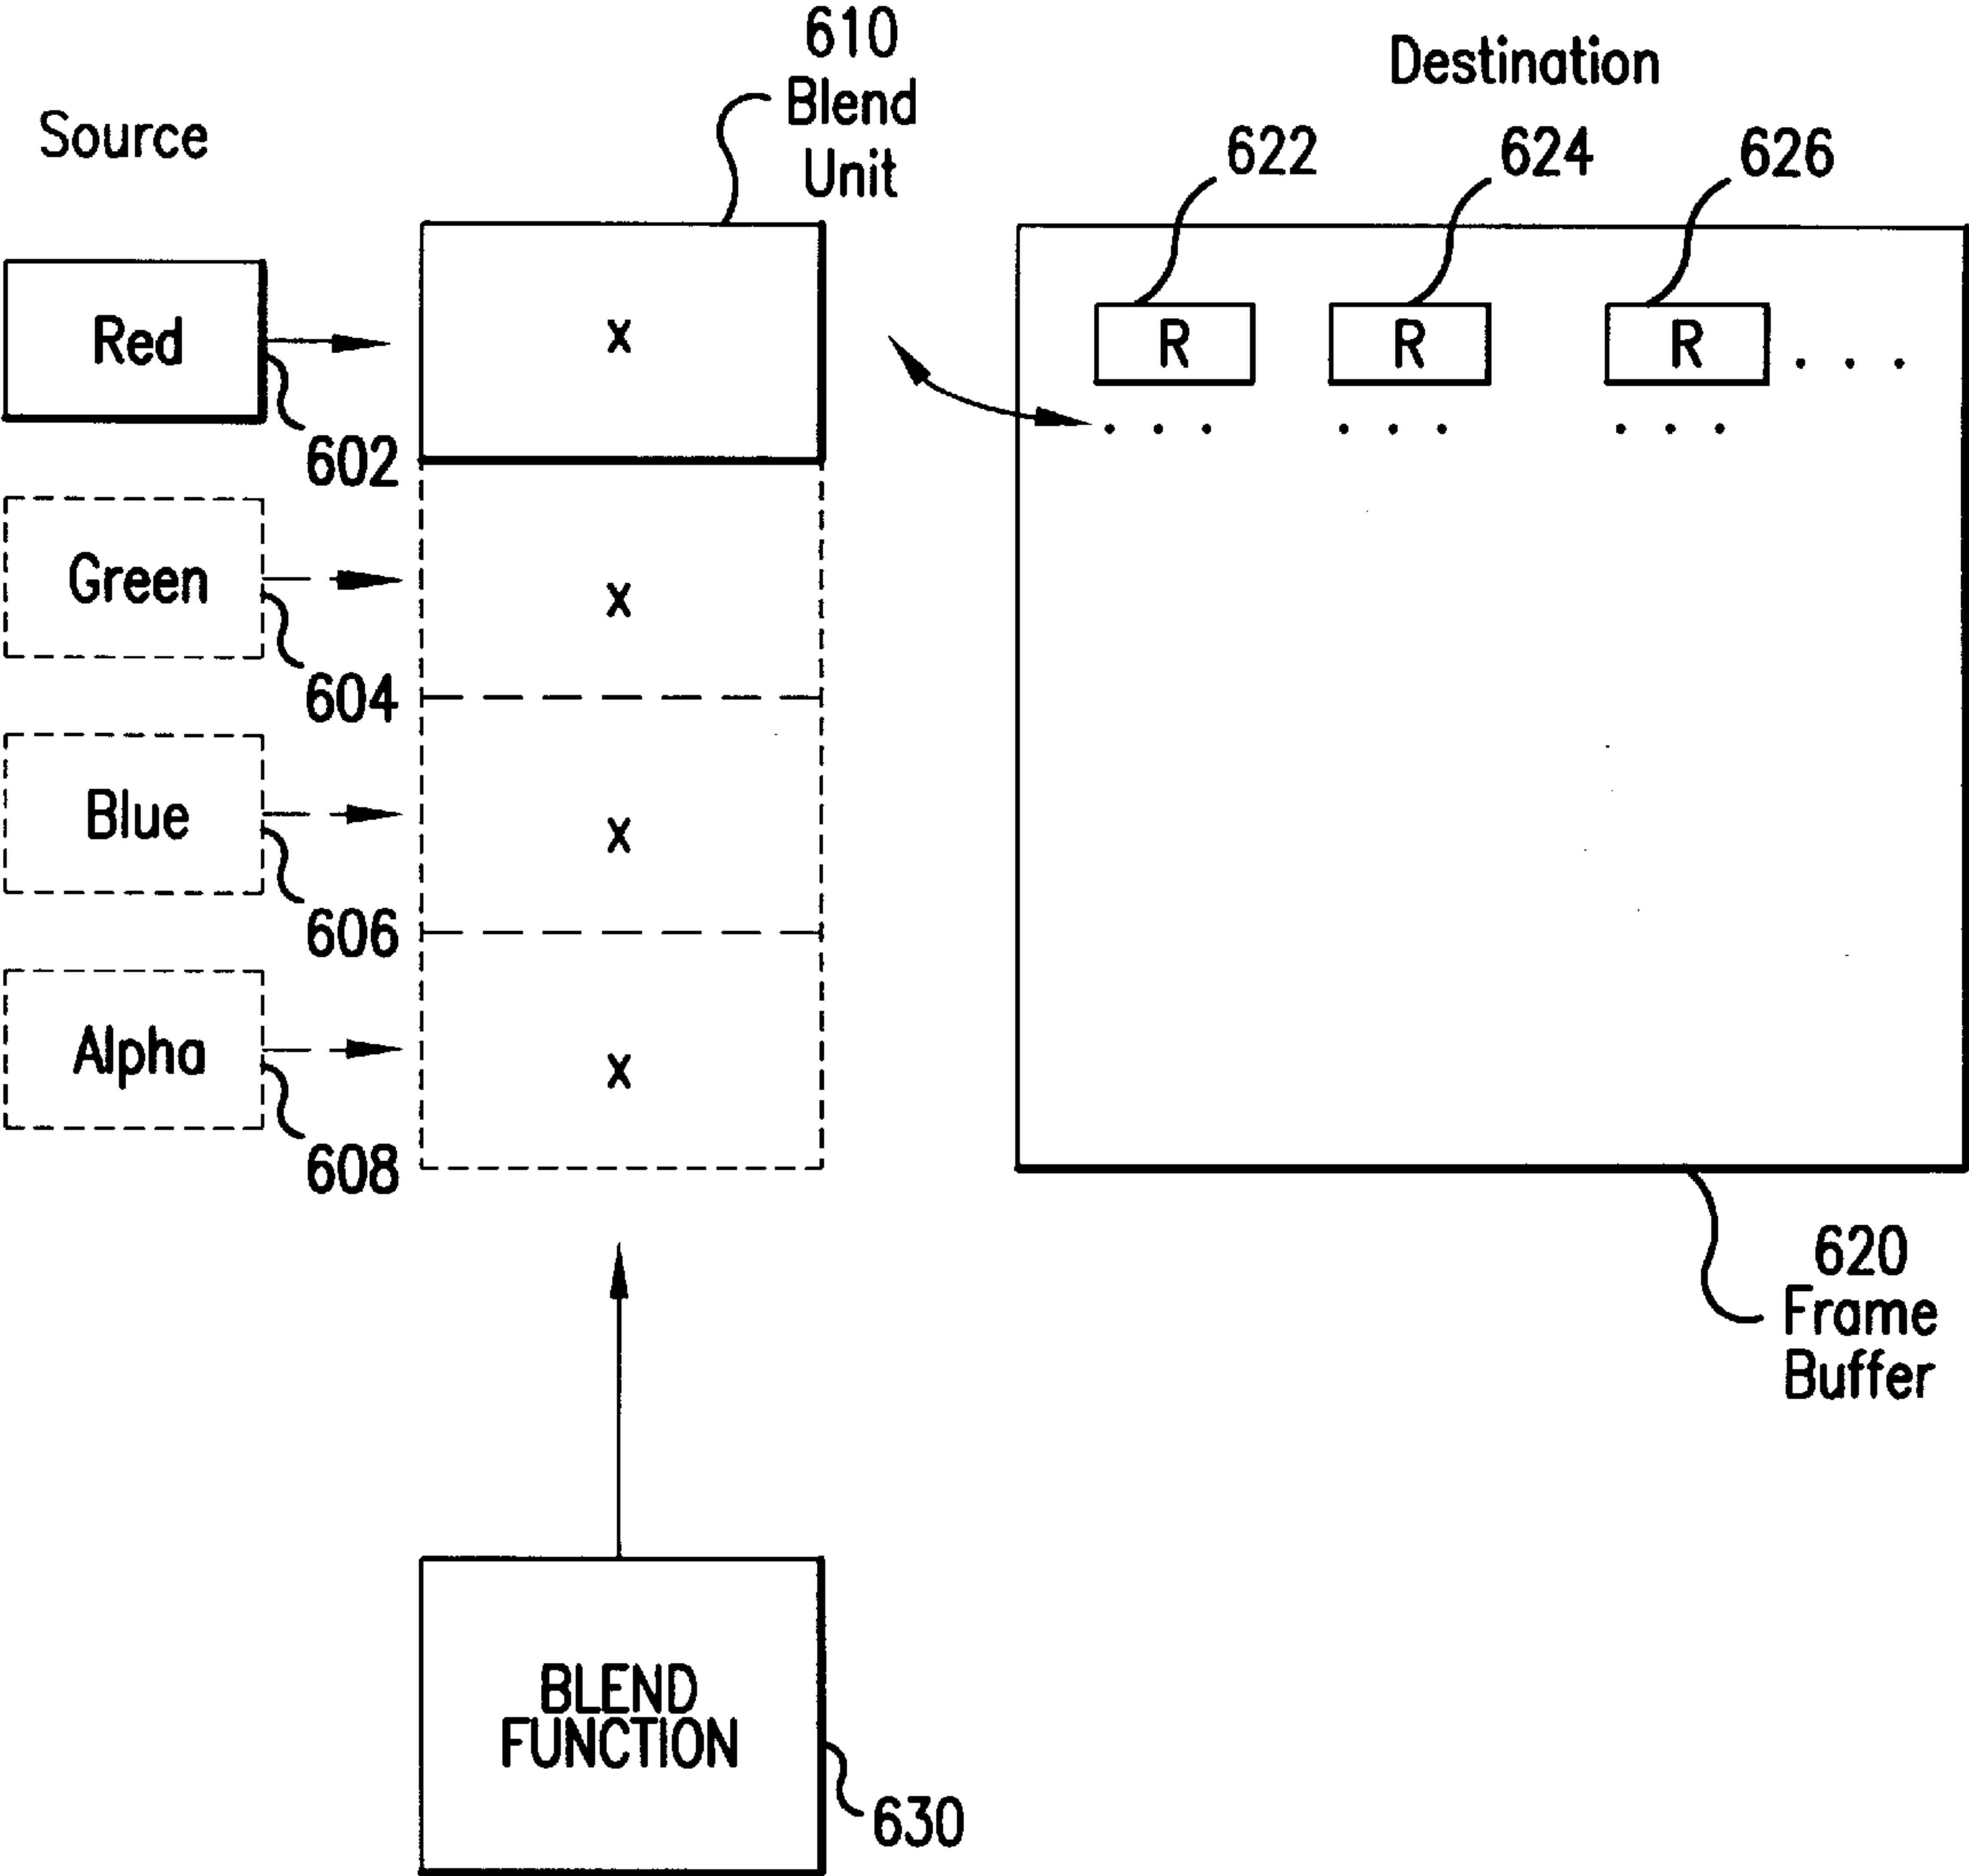 610
Blend
Unit
Destination
Source
622
624
626
Red
x
R
R
R
. . .
602
. . .
. . .
. . .
Green
x
604
Blue
x
606
Alpha
x
608
620
Frame
Buffer
BLEND
FUNCTION
630